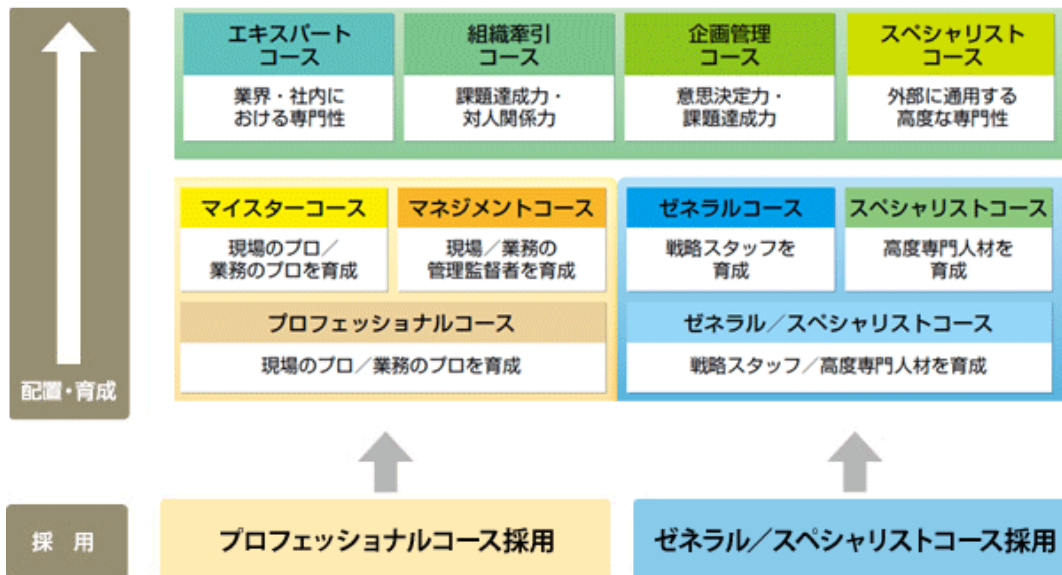 エキスパート
コース
業界・社内に
おける専門性
組織牽引
コース
課題達成力・
対人関係力
企画管理
コース
意思決定力・
課題達成力
スペシャリスト
コース
外部に通用する
高度な専門性
マイスターコース
現場のプロ／
業務のプロを育成
マネジメントコース
現場／業務の
管理監督者を育成
ゼネラルコース
戦略スタッフを
育成
スペシャリストコース
高度専門人材を
育成
プロフェッショナルコース
現場のプロ／業務のプロを育成
ゼネラル／スペシャリストコース
戦略スタッフ／高度専門人材を育成
配置・育成
採 用
プロフェッショナルコース採用
ゼネラル／スペシャリストコース採用